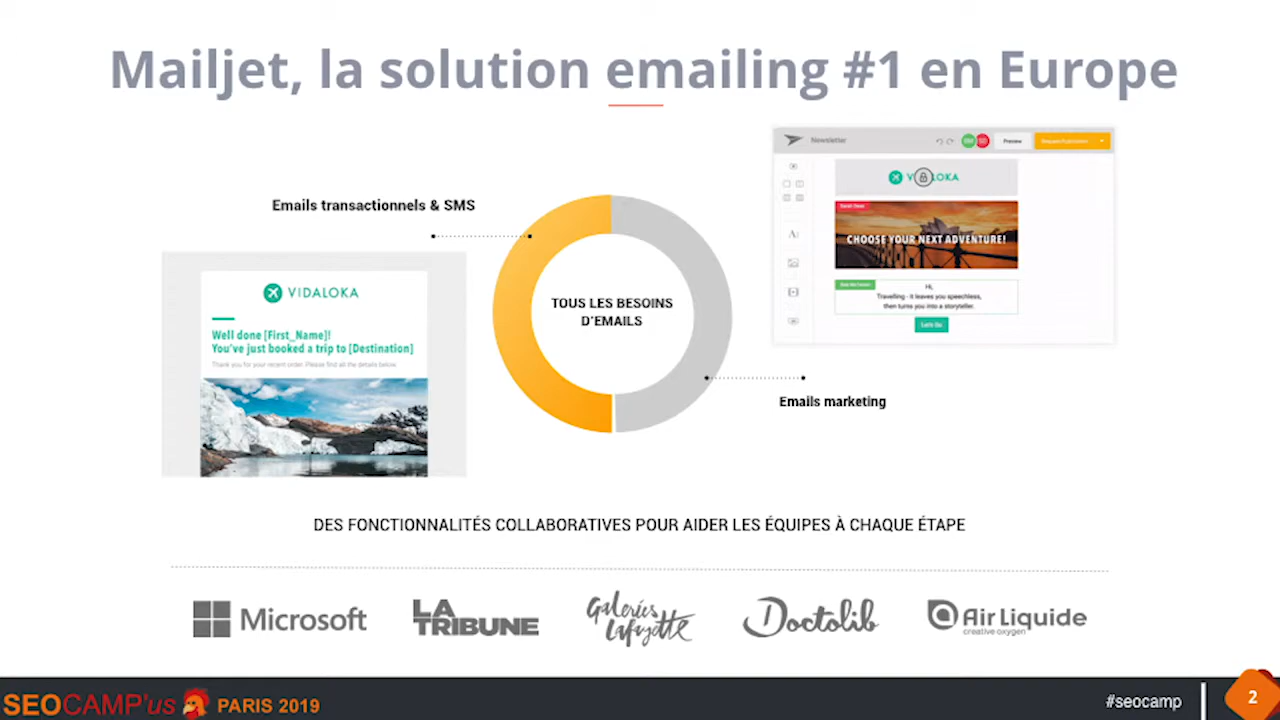 Mailjet, la solution emailing #1 en Europe
Emails transactionnels & SMS
VIDALOKA
Well done [First_Name]!
You've just booked a trip to [Destination]
Thank you for your recent order. Please find all the details below.
TOUS LES BESOINS
D'EMAILS
Newsletter
Preview
CHOOSE YOUR NEXT ADVENTURE!
Hi,
Travelling - it leaves you speechless,
then turns you into a storyteller.
Let's Go
Emails marketing
DES FONCTIONNALITÉS COLLABORATIVES POUR AIDER LES ÉQUIPES À CHAQUE ÉTAPE
Microsoft
LA
TRIBUNE
Galeries
Lafayette
Doctolib
Air Liquide
creative oxygen
SEOCAMP'us PARIS 2019
#seocamp
2